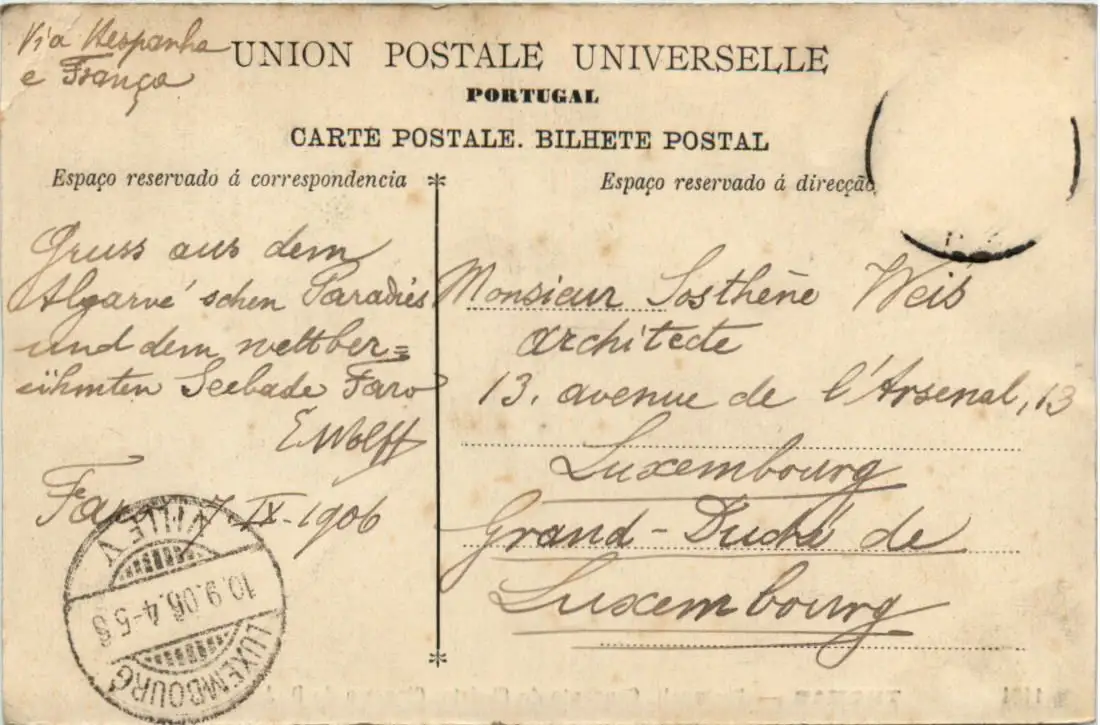 Via Hespanha
e França
UNION POSTALE UNIVERSELLE
PORTUGAL
CARTE POSTALE. BILHETE POSTAL
Espaço reservado á correspondencia
Espaço reservado á direcção
Gruss aus dem
Algarve'schen Paradies
und dem weltber=
ühmten Seebade Faro
E Wolff
Faro 7-IX-1906
Monsieur Sosthène Weis
architecte
13. avenue de l'Arsenal, 13
Luxembourg
Grand-Duché de
Luxembourg
LUXEMBOURG
10.9.06.4-5S
VILLE V